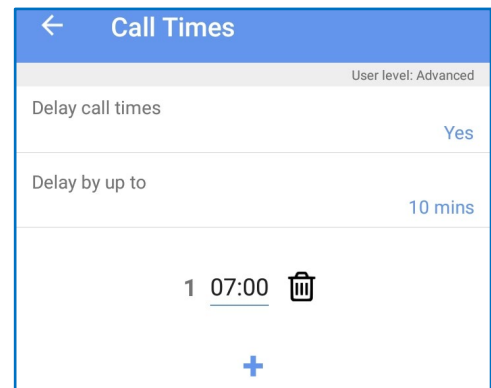 Call Times
User level: Advanced
Delay call times
Yes
Delay by up to
10 mins
1 07:00